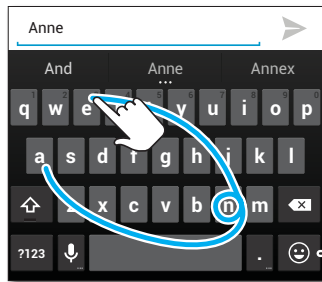 Anne
And Anne Annex
q w e y u i o p
a s d f g h j k l
z x c v b n m
?123 .